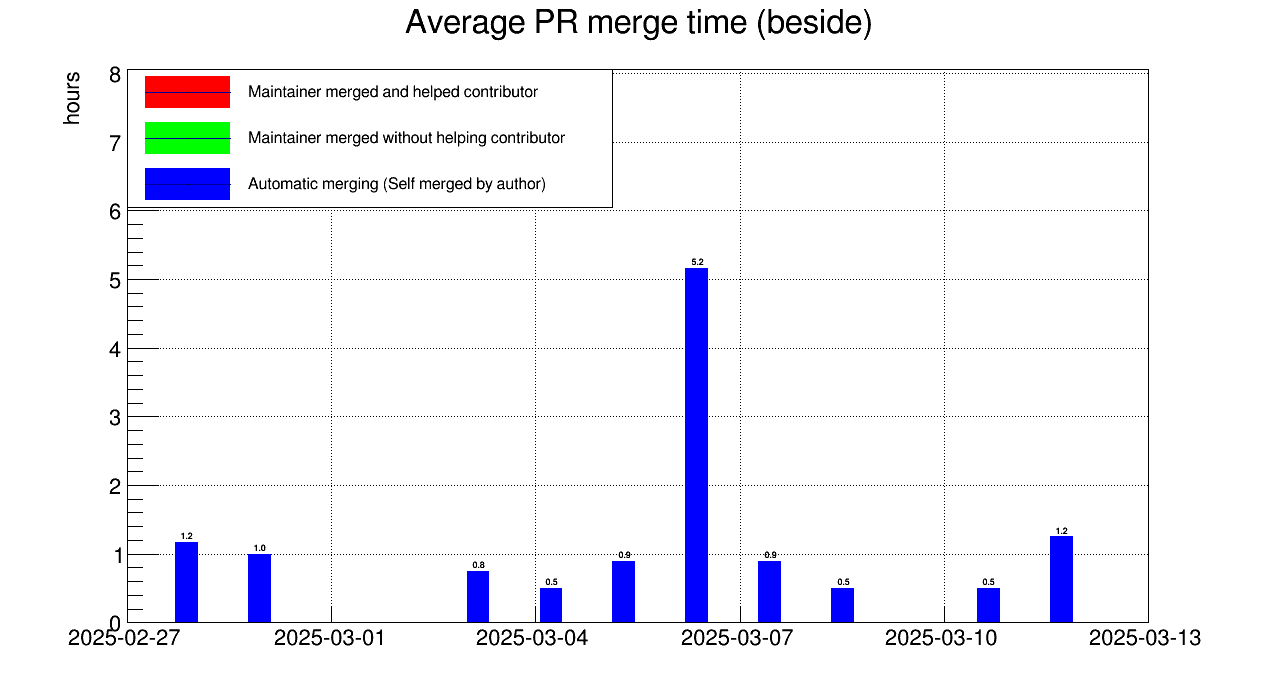 Average PR merge time (beside)
hours
8
7
6
5
4
3
2
1
0
Maintainer merged and helped contributor
Maintainer merged without helping contributor
Automatic merging (Self merged by author)
1.2 1.0 0.8 0.5 0.9 5.2 0.9 0.5 0.5 1.2
2025-02-27 2025-03-01 2025-03-04 2025-03-07 2025-03-10 2025-03-13